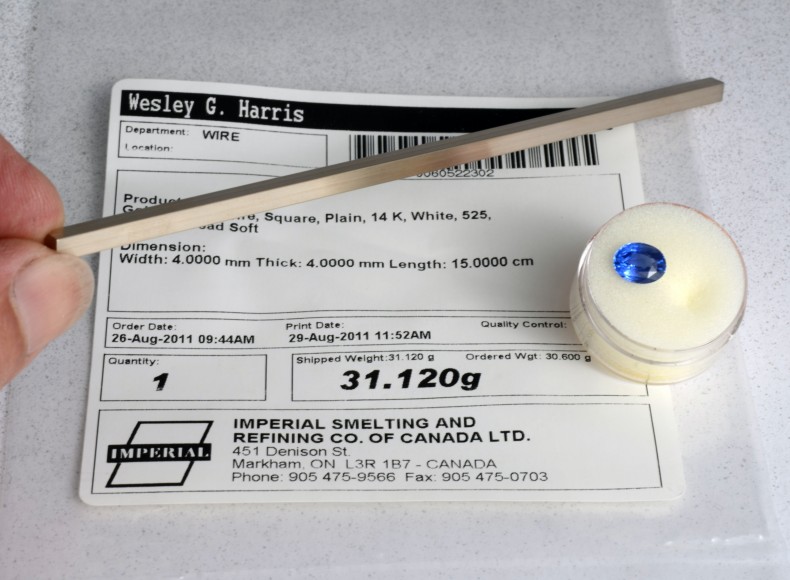 Wesley G. Harris
Department: WIRE
Location:
0060522302
Square, Plain, 14 K, White, 525,
Soft
Dimension:
Width: 4.0000 mm Thick: 4.0000 mm Length: 15.0000 cm
Order Date: Print Date: Quality Control:
26-Aug-2011 09:44AM 29-Aug-2011 11:52AM
Quantity: Shipped Weight:31.120 g Ordered Wgt: 30.600 g
1 31.120g
IMPERIAL
IMPERIAL SMELTING AND
REFINING CO. OF CANADA LTD.
451 Denison St.
Markham, ON L3R 1B7 - CANADA
Phone: 905 475-9566 Fax: 905 475-0703